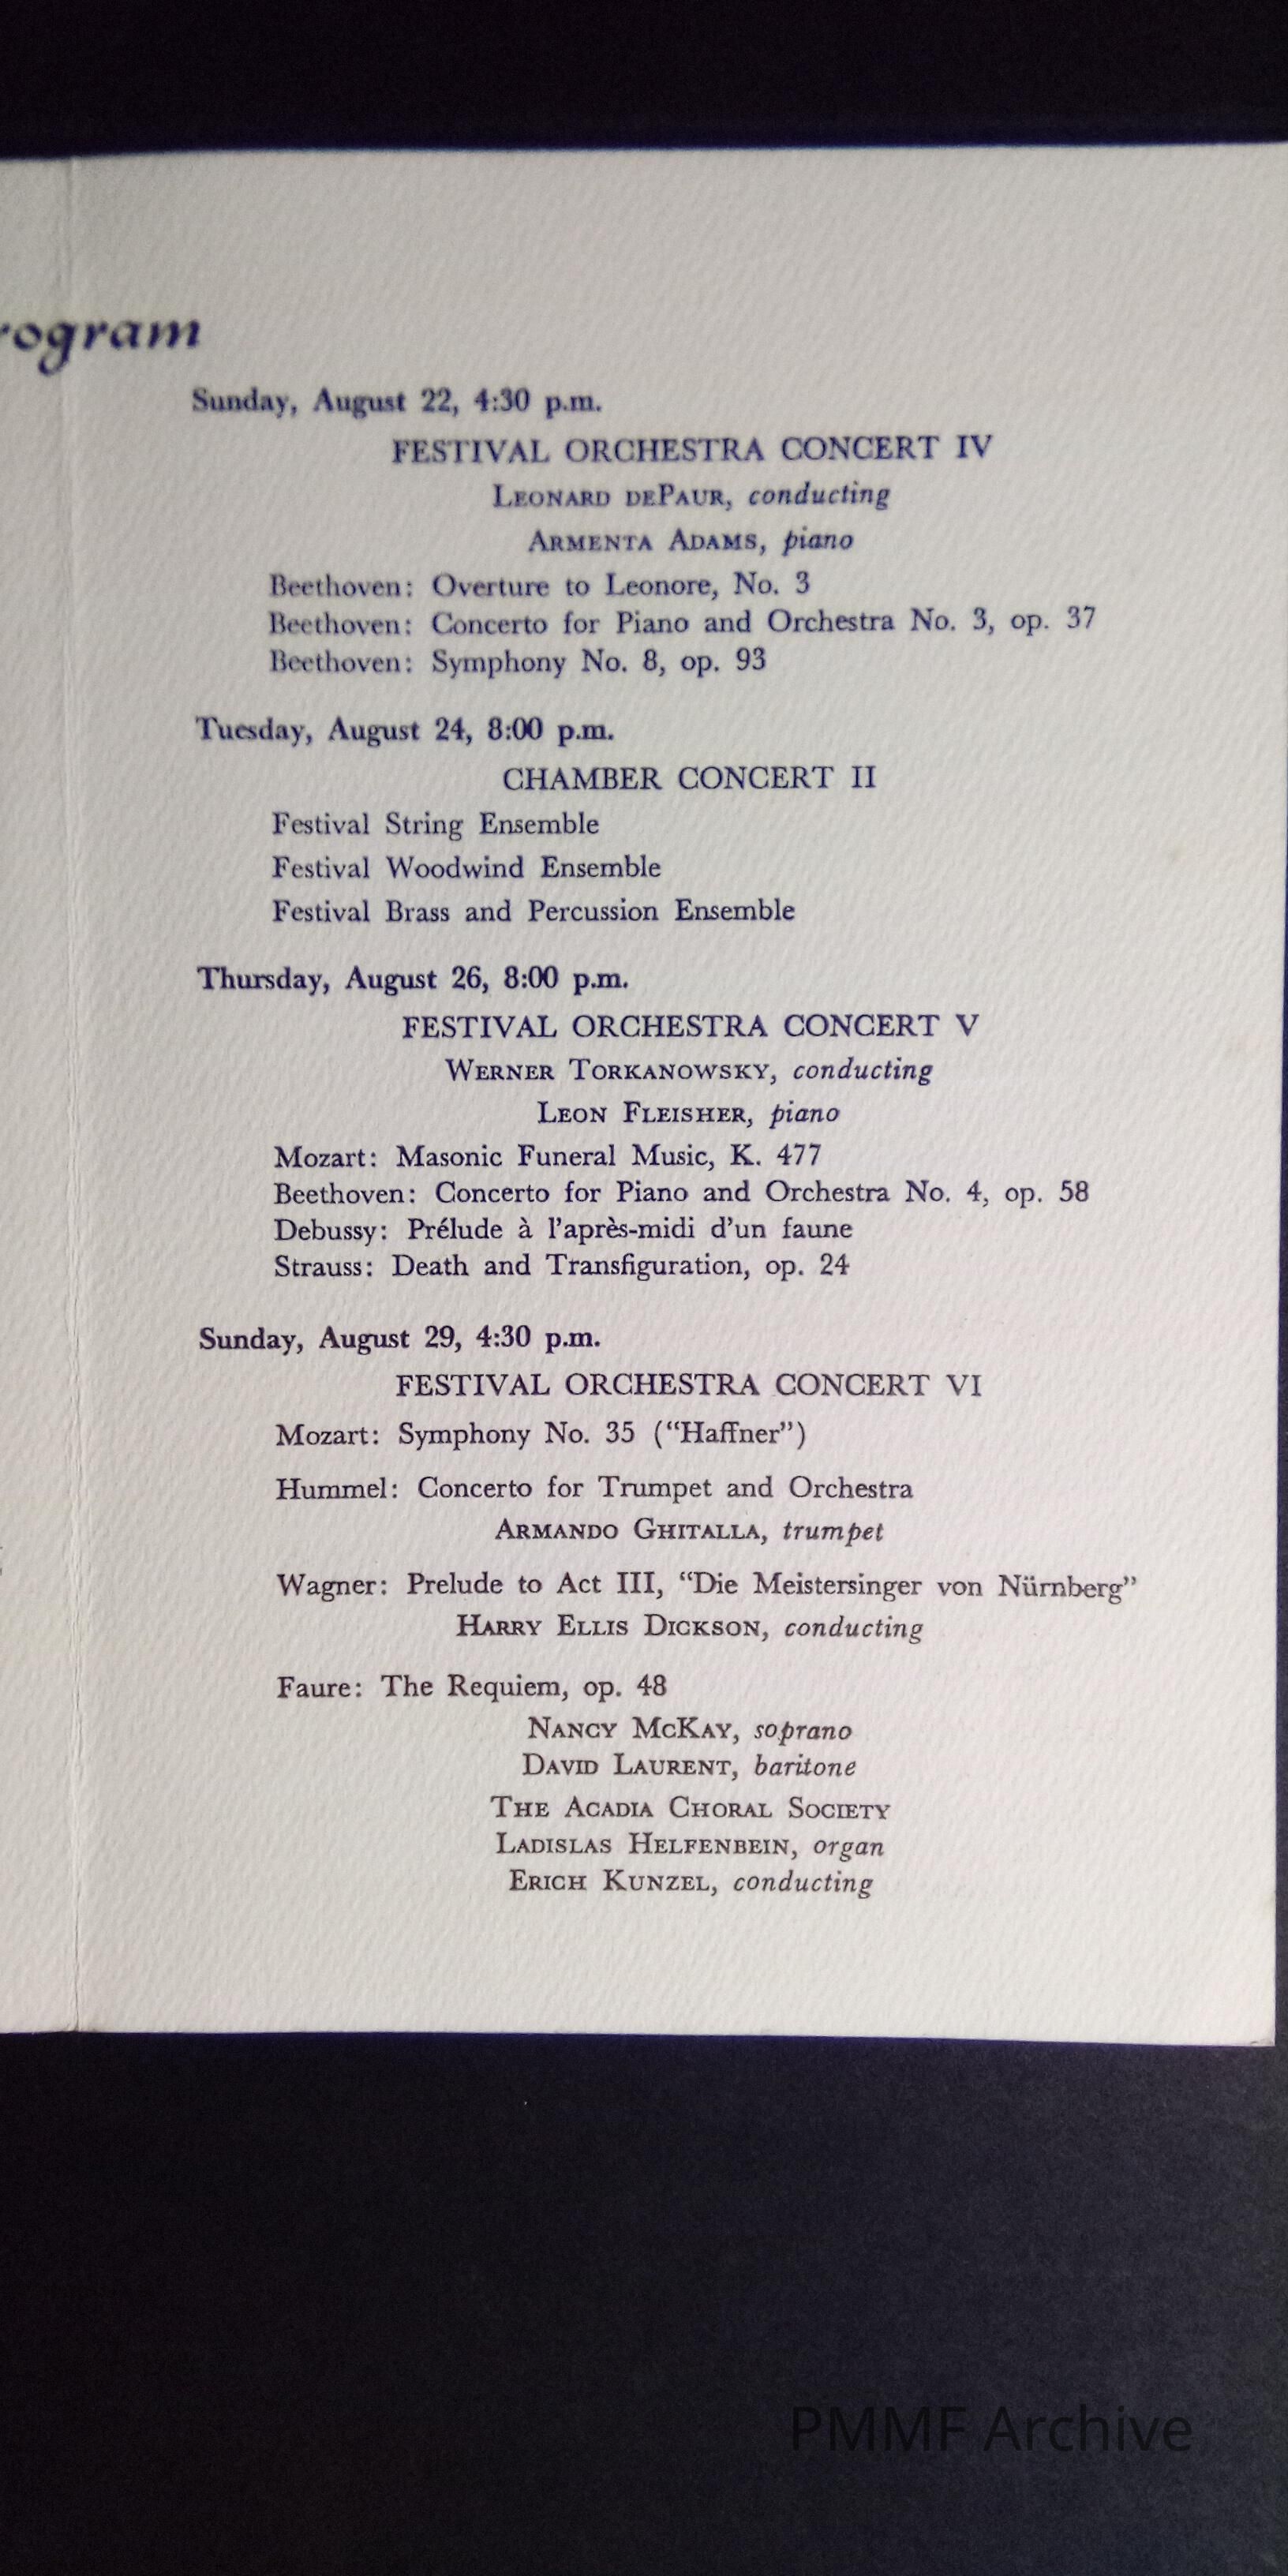 rogram
Sunday, August 22, 4:30 p.m.
FESTIVAL ORCHESTRA CONCERT IV
LEONARD DEPAUR, conducting
ARMENTA ADAMS, piano
Beethoven: Overture to Leonore, No. 3
Beethoven: Concerto for Piano and Orchestra No. 3, op. 37
Beethoven: Symphony No. 8, op. 93
Tuesday, August 24, 8:00 p.m.
CHAMBER CONCERT II
Festival String Ensemble
Festival Woodwind Ensemble
Festival Brass and Percussion Ensemble
Thursday, August 26, 8:00 p.m.
FESTIVAL ORCHESTRA CONCERT V
WERNER TORKANOWSKY, conducting
LEON FLEISHER, piano
Mozart: Masonic Funeral Music, K. 477
Beethoven: Concerto for Piano and Orchestra No. 4, op. 58
Debussy: Prélude à l'après-midi d'un faune
Strauss: Death and Transfiguration, op. 24
Sunday, August 29, 4:30 p.m.
FESTIVAL ORCHESTRA CONCERT VI
Mozart: Symphony No. 35 ("Haffner")
Hummel: Concerto for Trumpet and Orchestra
ARMANDO GHITALLA, trumpet
Wagner: Prelude to Act III, "Die Meistersinger von Nürnberg"
HARRY ELLIS DICKSON, conducting
Faure: The Requiem, op. 48
NANCY MCKAY, soprano
DAVID LAURENT, baritone
THE ACADIA CHORAL SOCIETY
LADISLAS HELFENBEIN, organ
ERICH KUNZEL, conducting
PMMF Archive